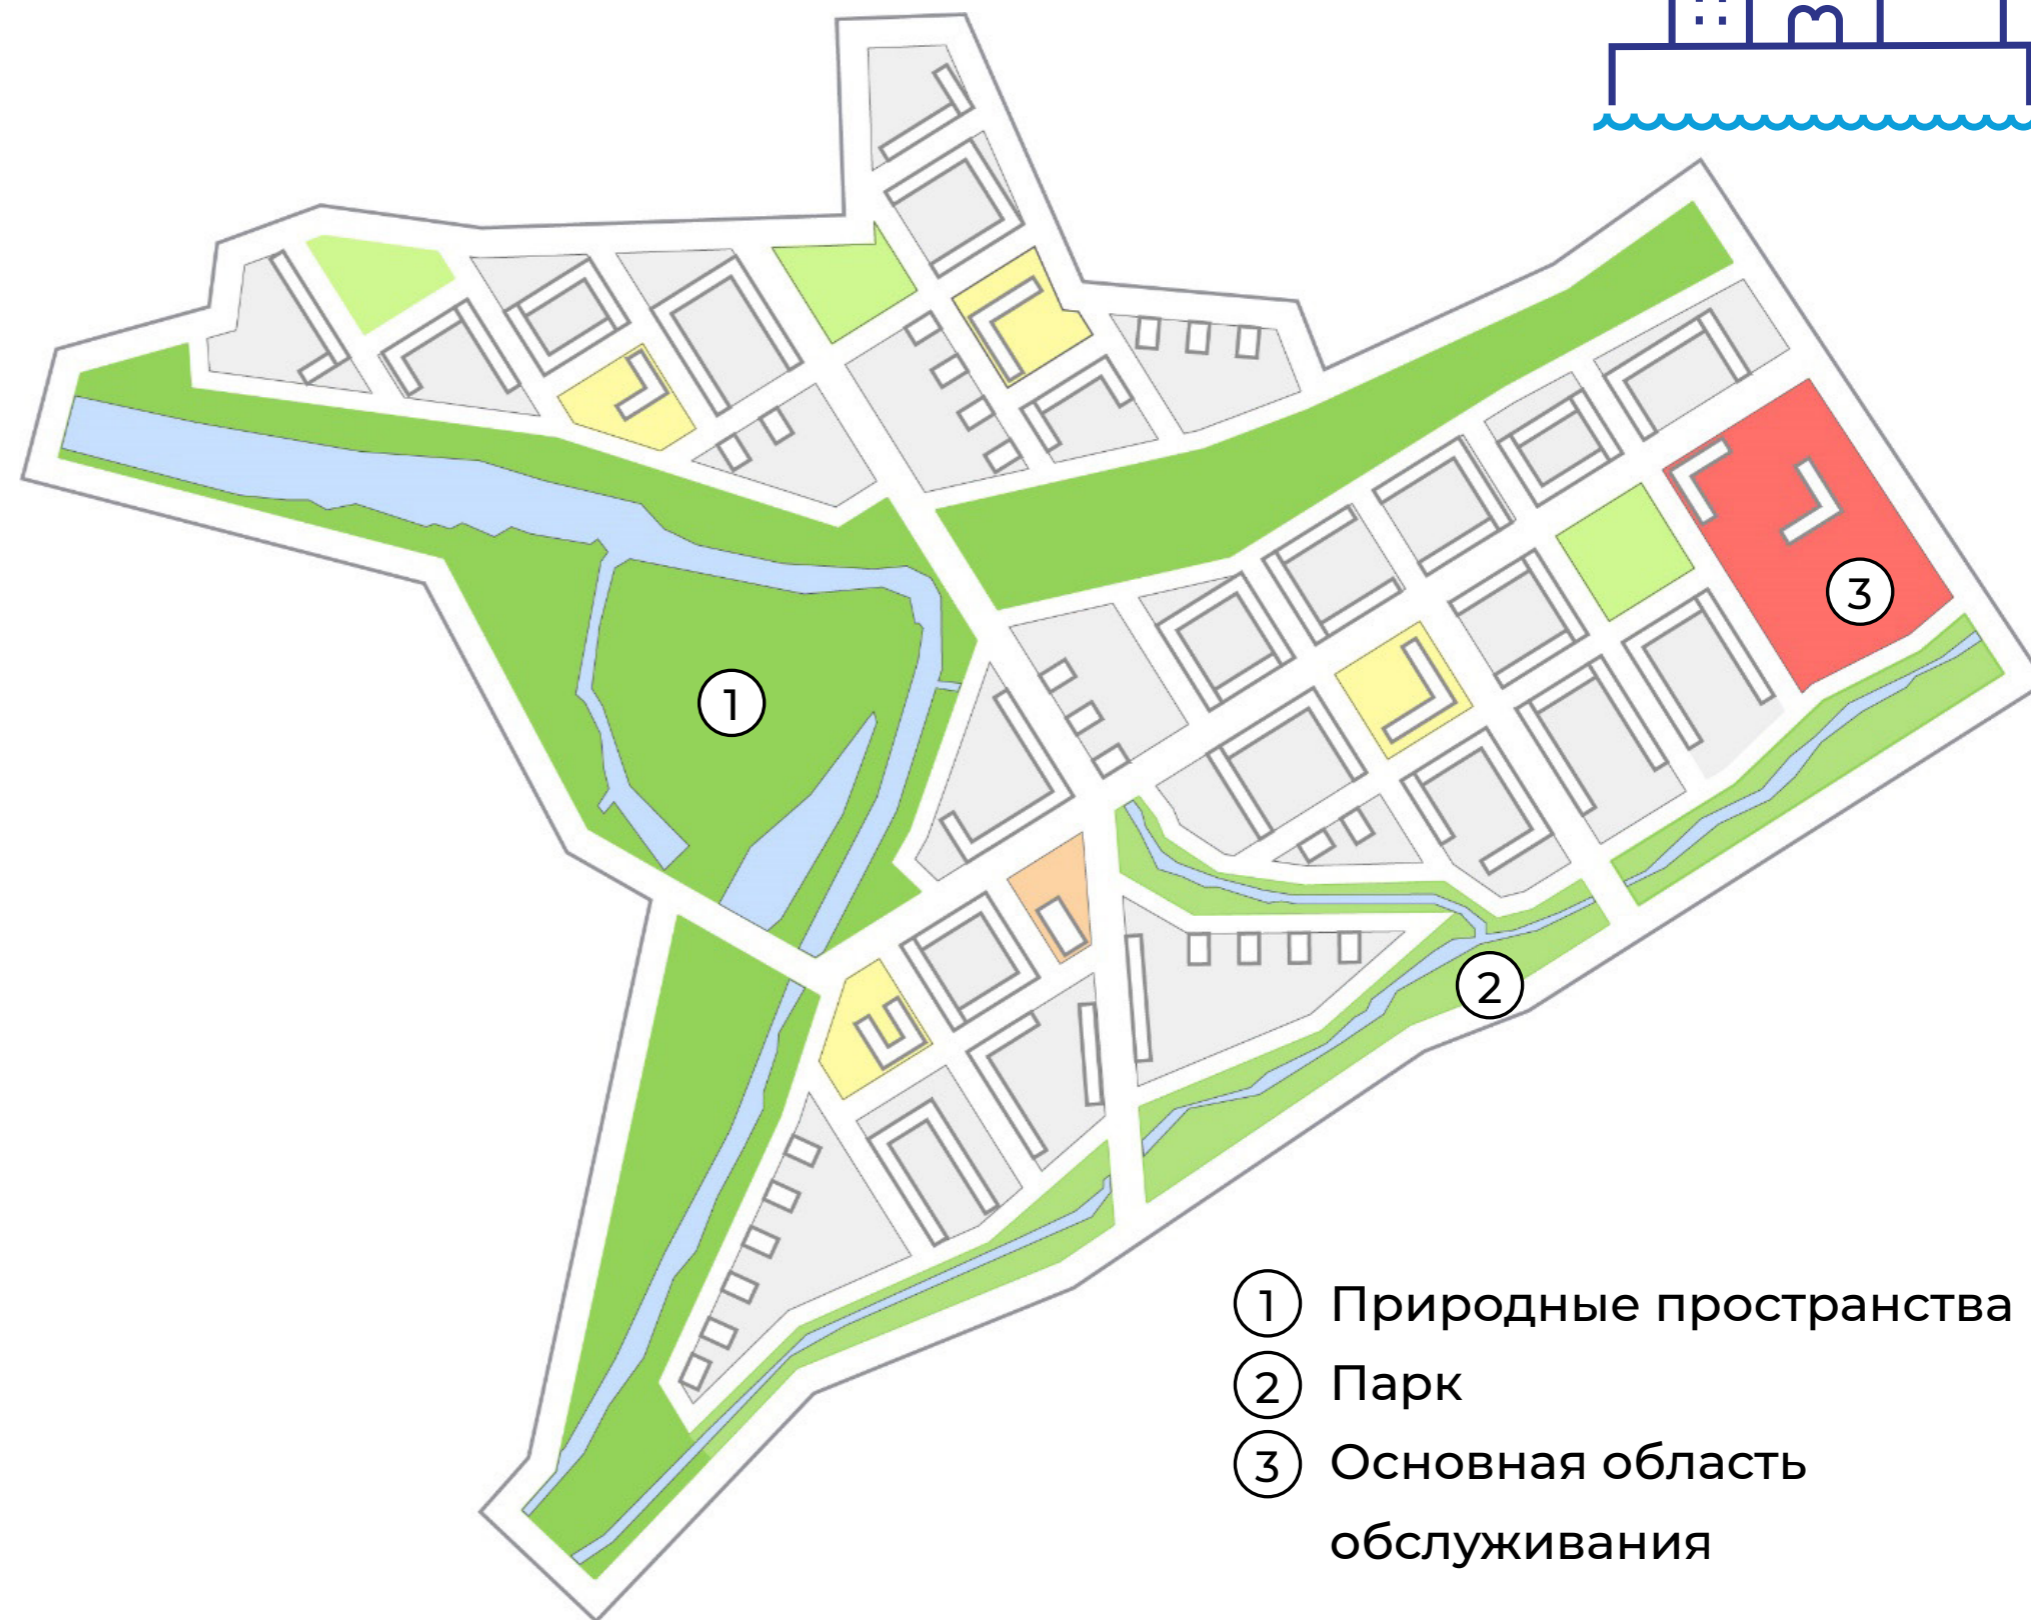 3
1
2
1 Природные пространства
2 Парк
3 Основная область
обслуживания